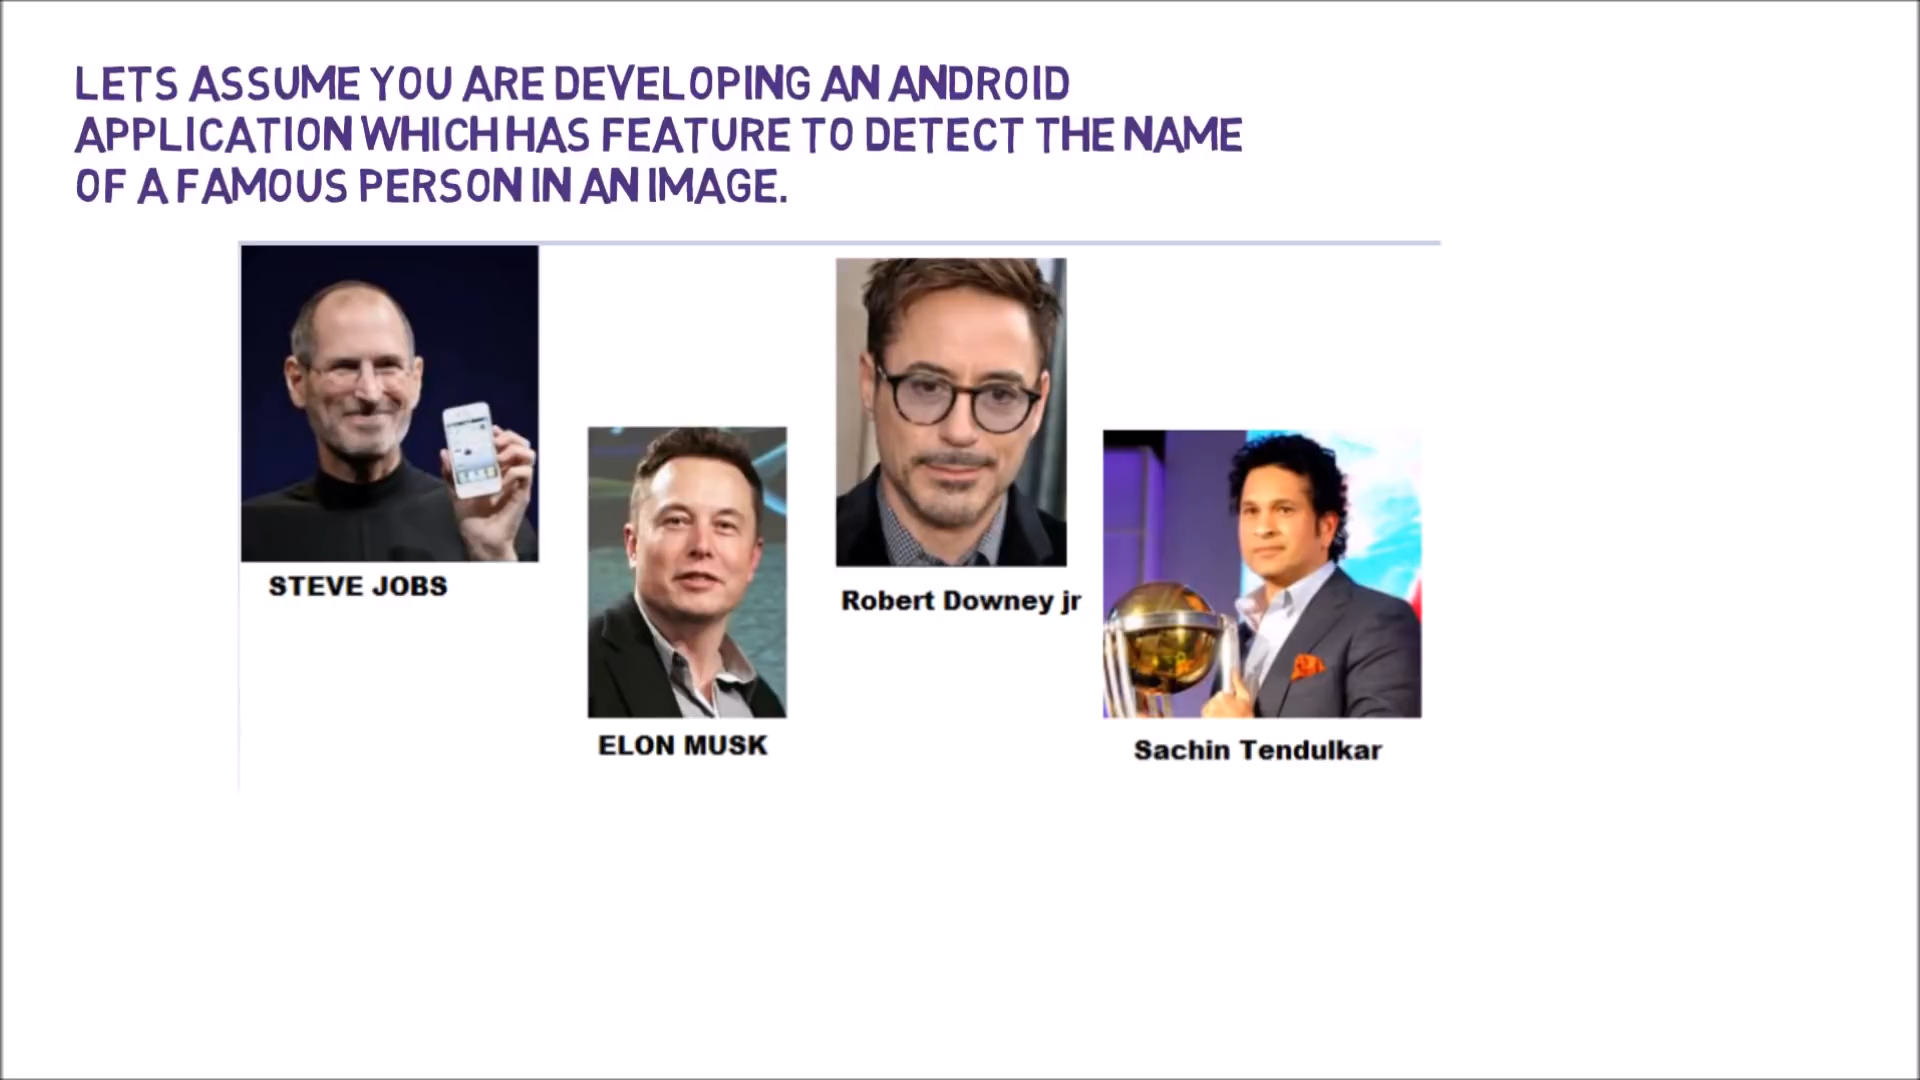 LETS ASSUME YOU ARE DEVELOPING AN ANDROID
APPLICATION WHICH HAS FEATURE TO DETECT THE NAME
OF A FAMOUS PERSON IN AN IMAGE.
STEVE JOBS
ELON MUSK
Robert Downey jr
Sachin Tendulkar